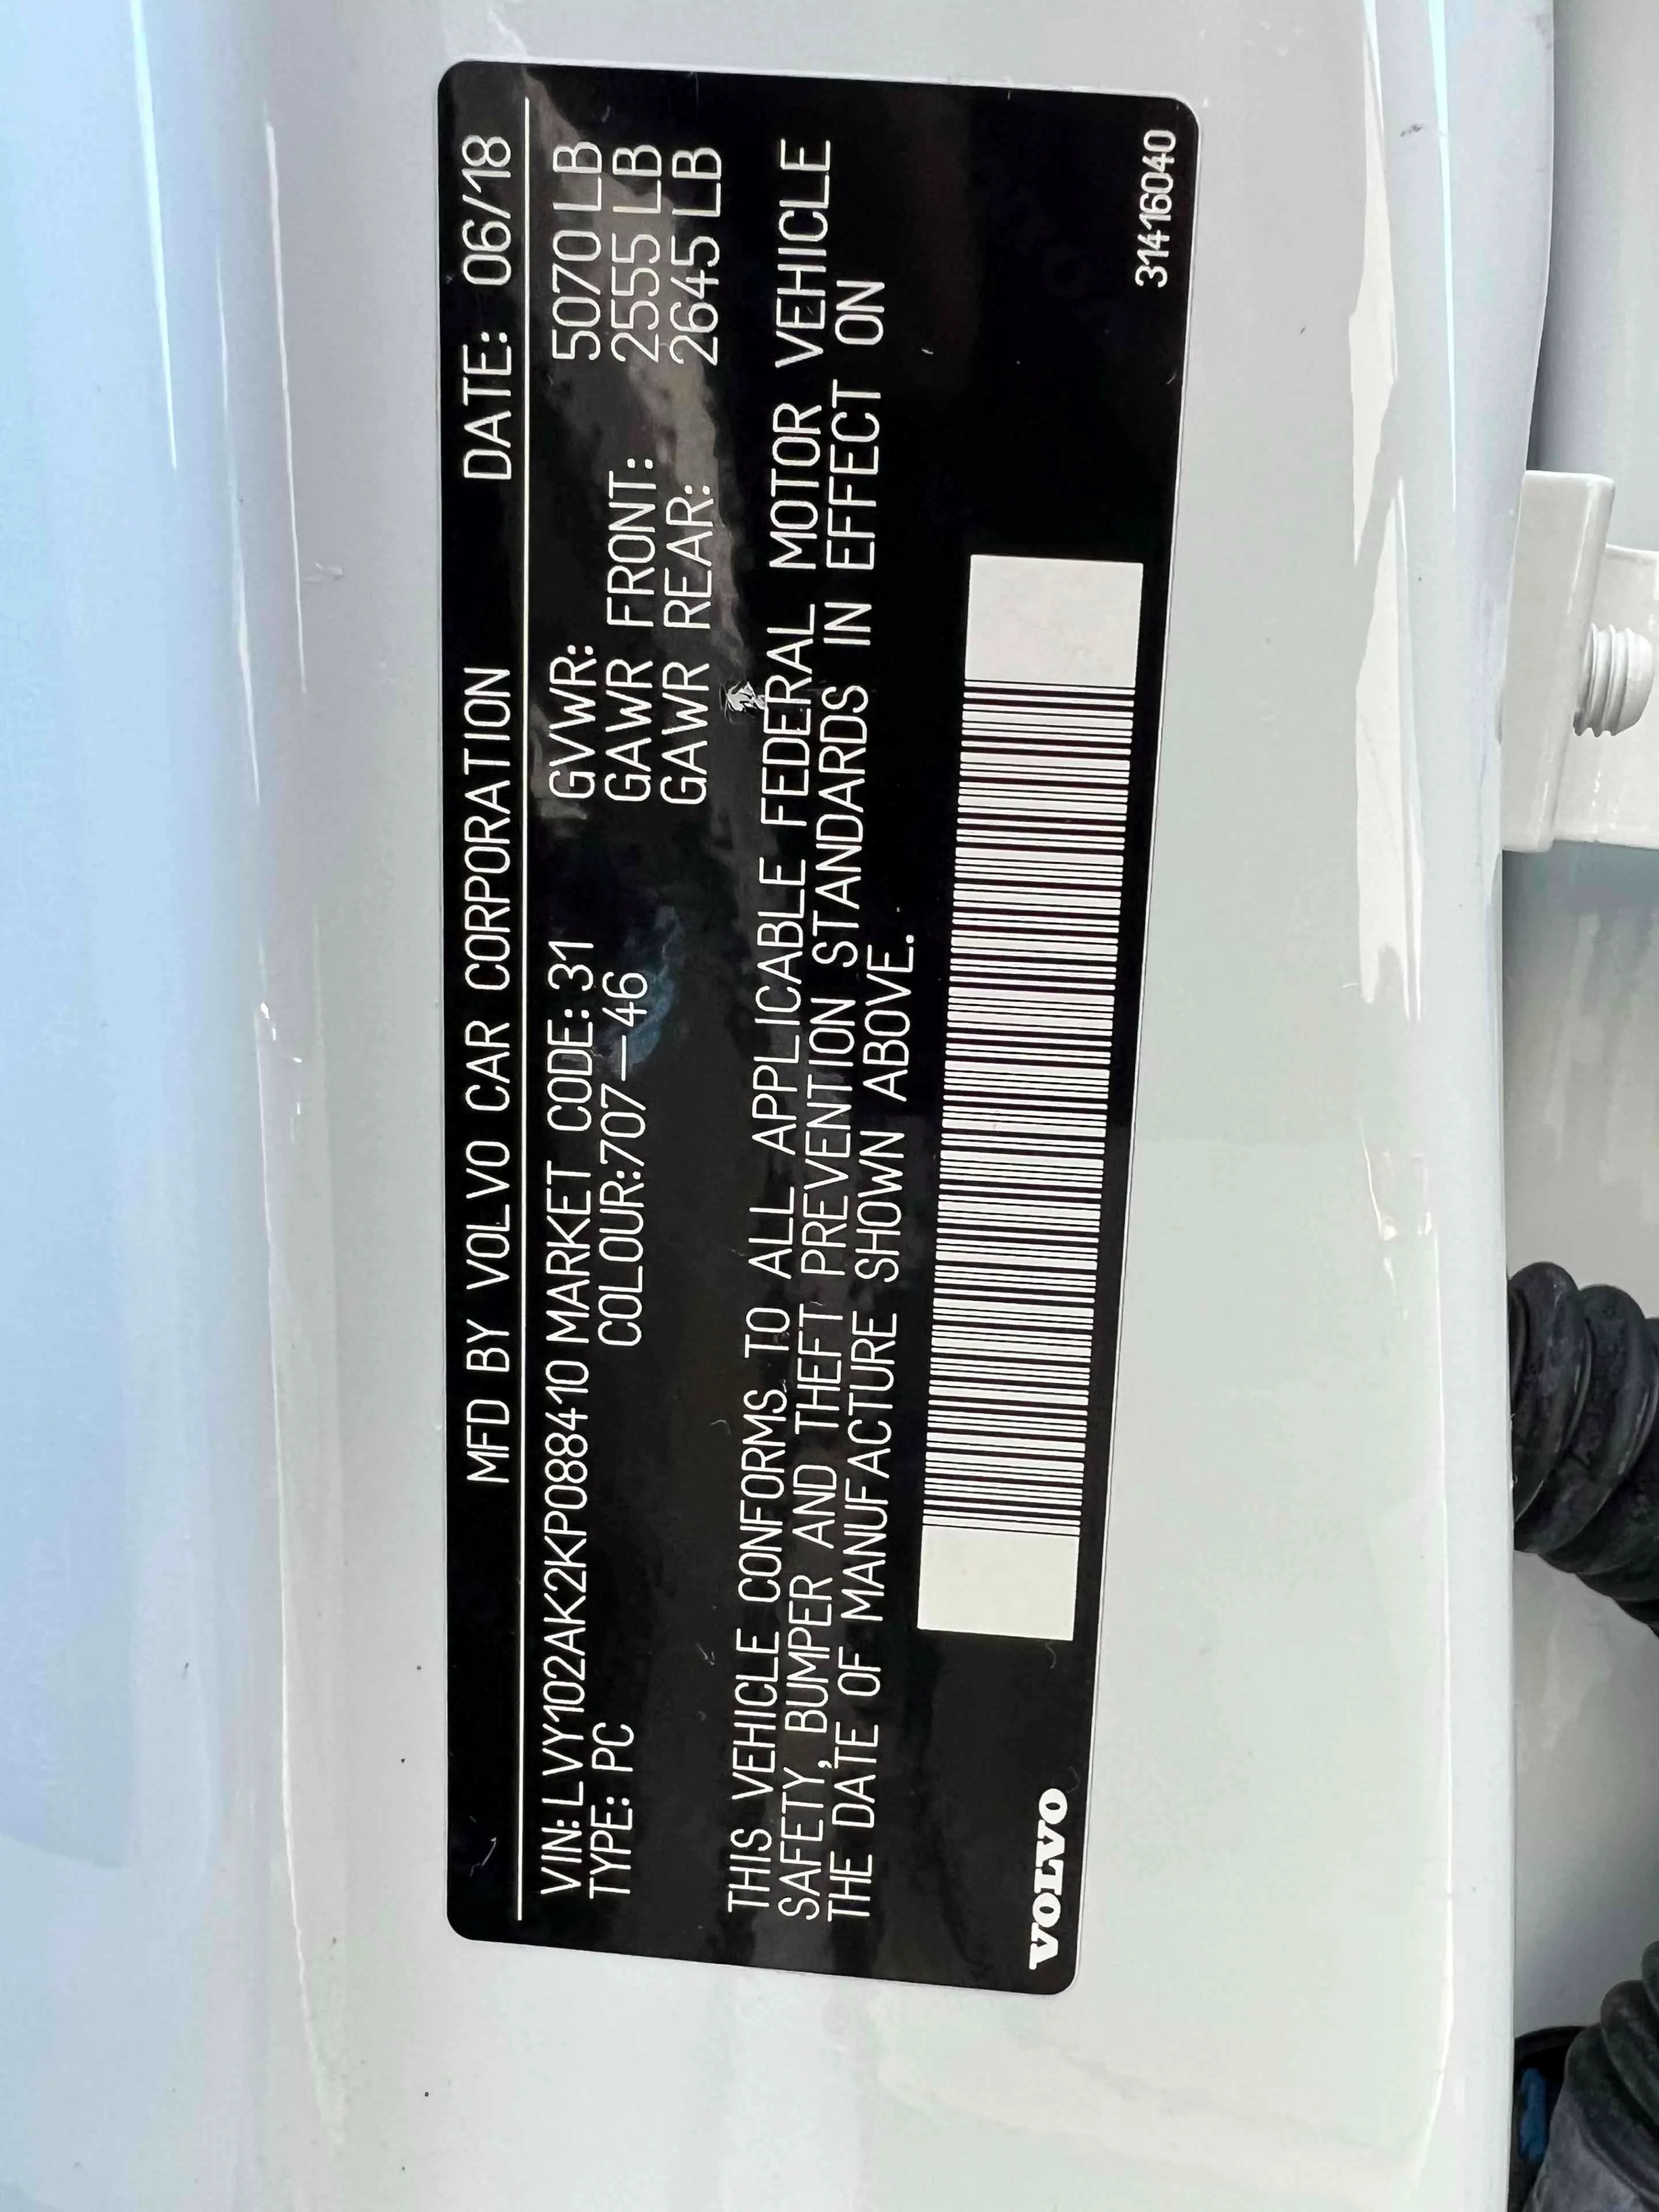 MFD BY VOLVO CAR CORPORATION DATE: 06/18
VIN: LVY102AK2KP088410 MARKET CODE: 31 GVWR: 5070 LB
TYPE: PC COLOUR:707-46 GAWR FRONT: 2555 LB
GAWR REAR: 2645 LB
THIS VEHICLE CONFORMS TO ALL APPLICABLE FEDERAL MOTOR VEHICLE
SAFETY, BUMPER AND THEFT PREVENTION STANDARDS IN EFFECT ON
THE DATE OF MANUFACTURE SHOWN ABOVE.
VOLVO
31416040